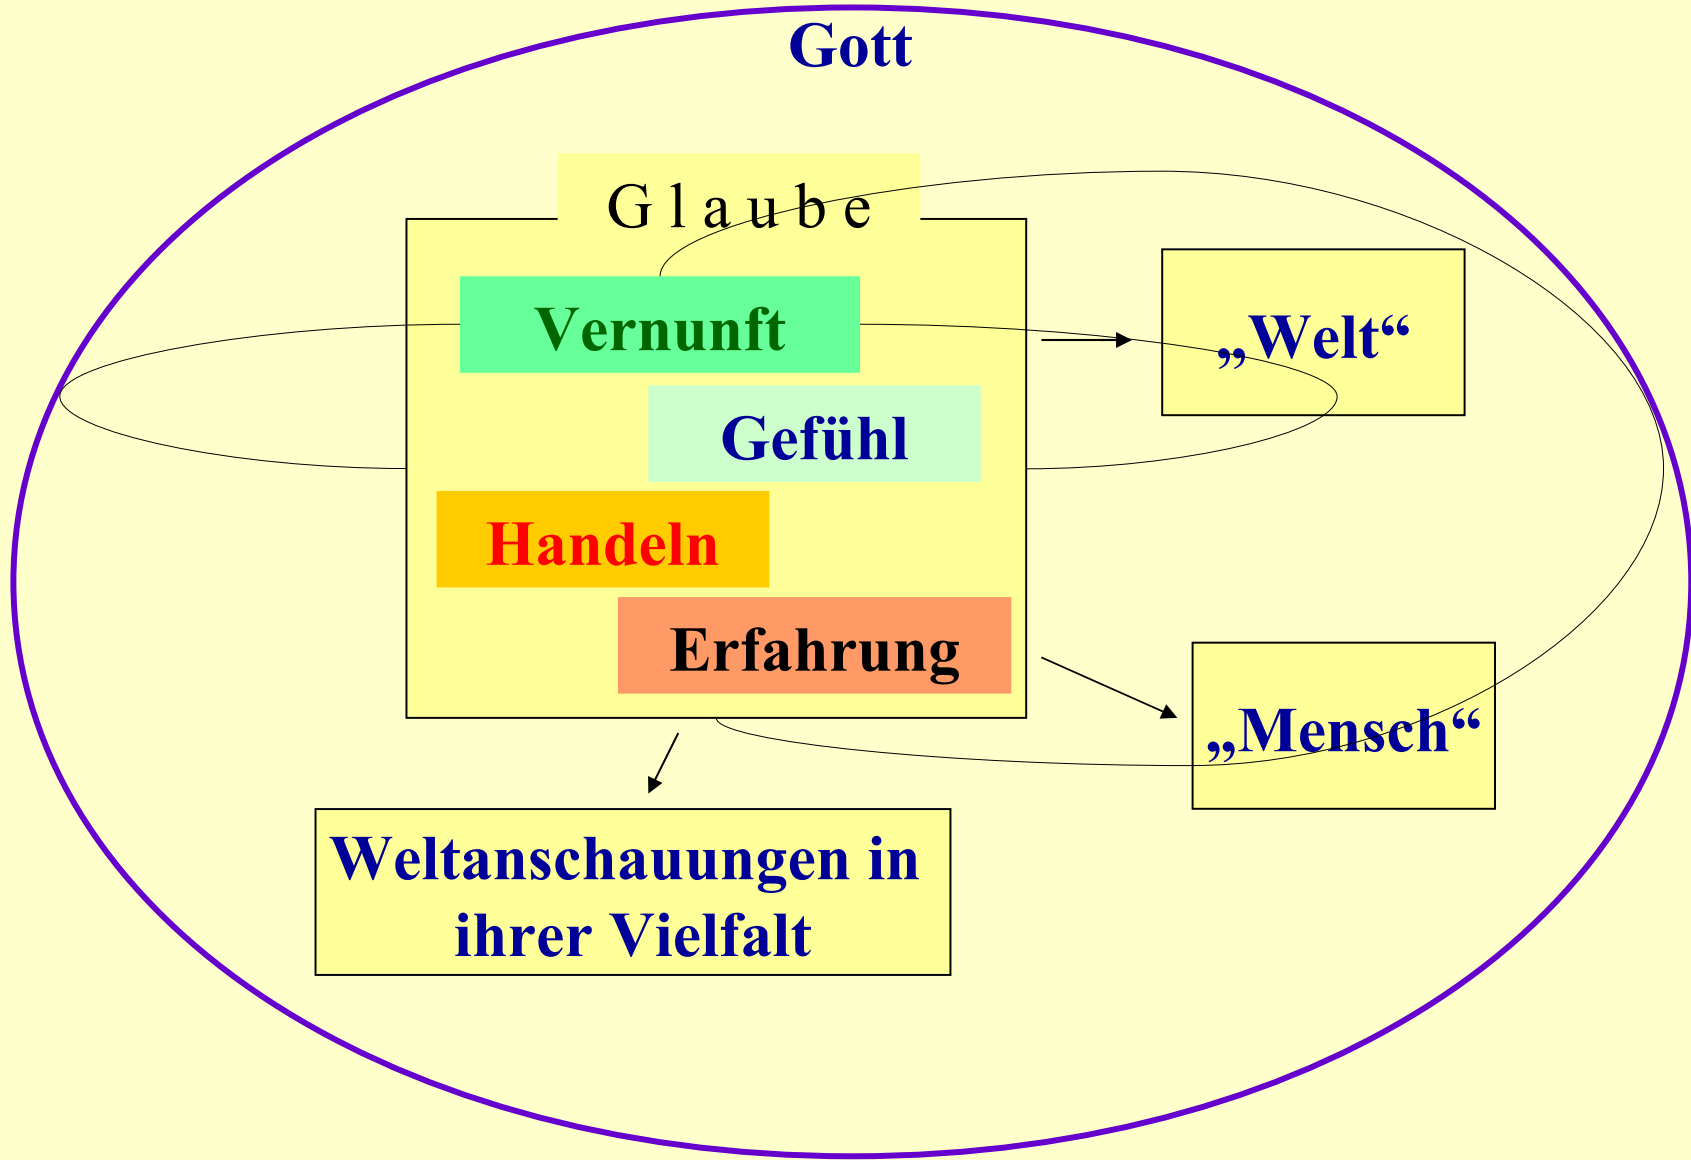 Gott
G l a u b e
Vernunft
„Welt“
Gefühl
Handeln
Erfahrung
„Mensch“
Weltanschauungen in
ihrer Vielfalt